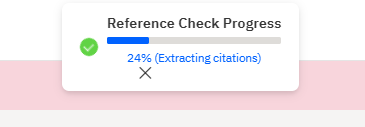 Reference Check Progress
24% (Extracting citations)